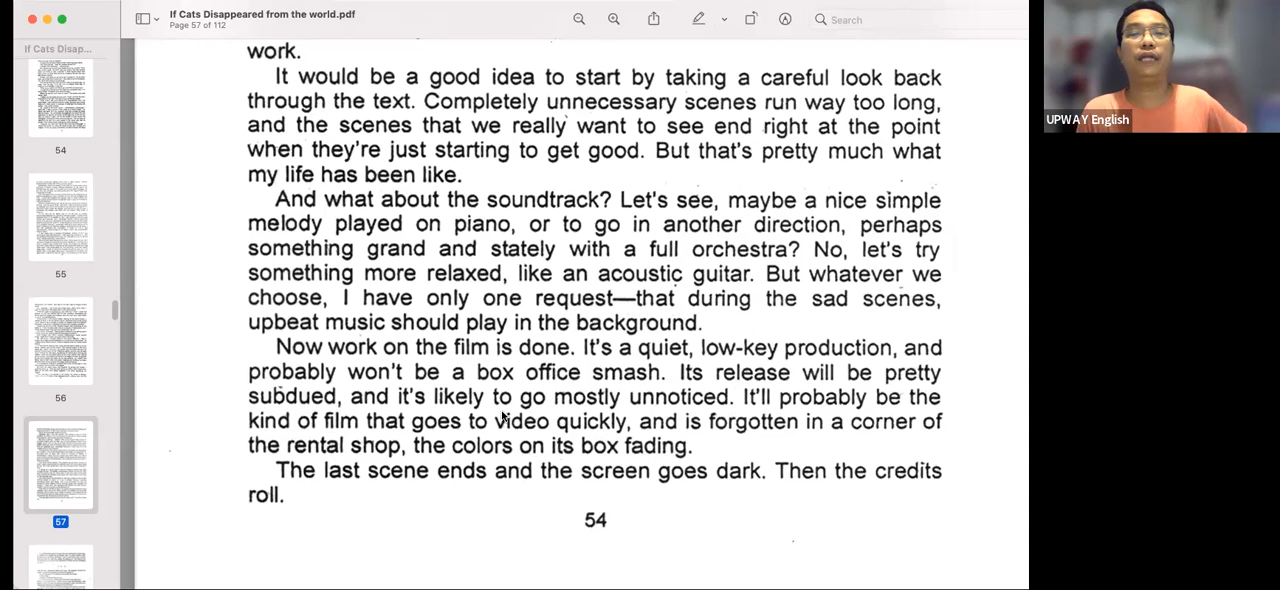 If Cats Disappeared from the world.pdf
Page 57 of 112
Search
If Cats Disap...
54
55
56
57
work.
It would be a good idea to start by taking a careful look back
through the text. Completely unnecessary scenes run way too long,
and the scenes that we really want to see end right at the point
when they're just starting to get good. But that's pretty much what
my life has been like.
And what about the soundtrack? Let's see, maybe a nice simple
melody played on piano, or to go in another direction, perhaps
something grand and stately with a full orchestra? No, let's try
something more relaxed, like an acoustic guitar. But whatever we
choose, I have only one request—that during the sad scenes,
upbeat music should play in the background.
Now work on the film is done. It's a quiet, low-key production, and
probably won't be a box office smash. Its release will be pretty
subdued, and it's likely to go mostly unnoticed. It'll probably be the
kind of film that goes to video quickly, and is forgotten in a corner of
the rental shop, the colors on its box fading.
The last scene ends and the screen goes dark. Then the credits
roll.
54
UPWAY English